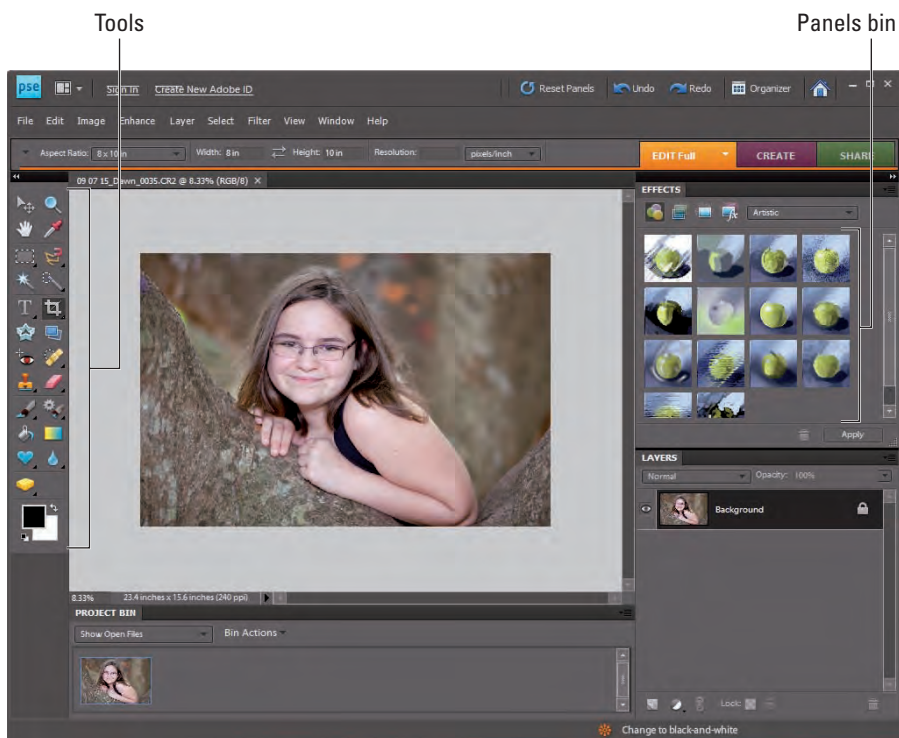 Tools
Panels bin
pse
Sign In
Create New Adobe ID
Reset Panels
Undo
Redo
Organizer
File Edit Image Enhance Layer Select Filter View Window Help
Aspect Ratio: 8 x 10 in
Width: 8 in
Height: 10 in
Resolution:
pixels/inch
EDIT Full
CREATE
SHARE
09 07 15_Dawn_0035.CR2 @ 8.33% (RGB/8) ×
EFFECTS
Artistic
T
fx
Apply
LAYERS
Normal
Opacity: 100%
Background
8.33%
23.4 inches x 15.6 inches (240 ppi)
PROJECT BIN
Show Open Files
Bin Actions
Lock:
Change to black-and-white